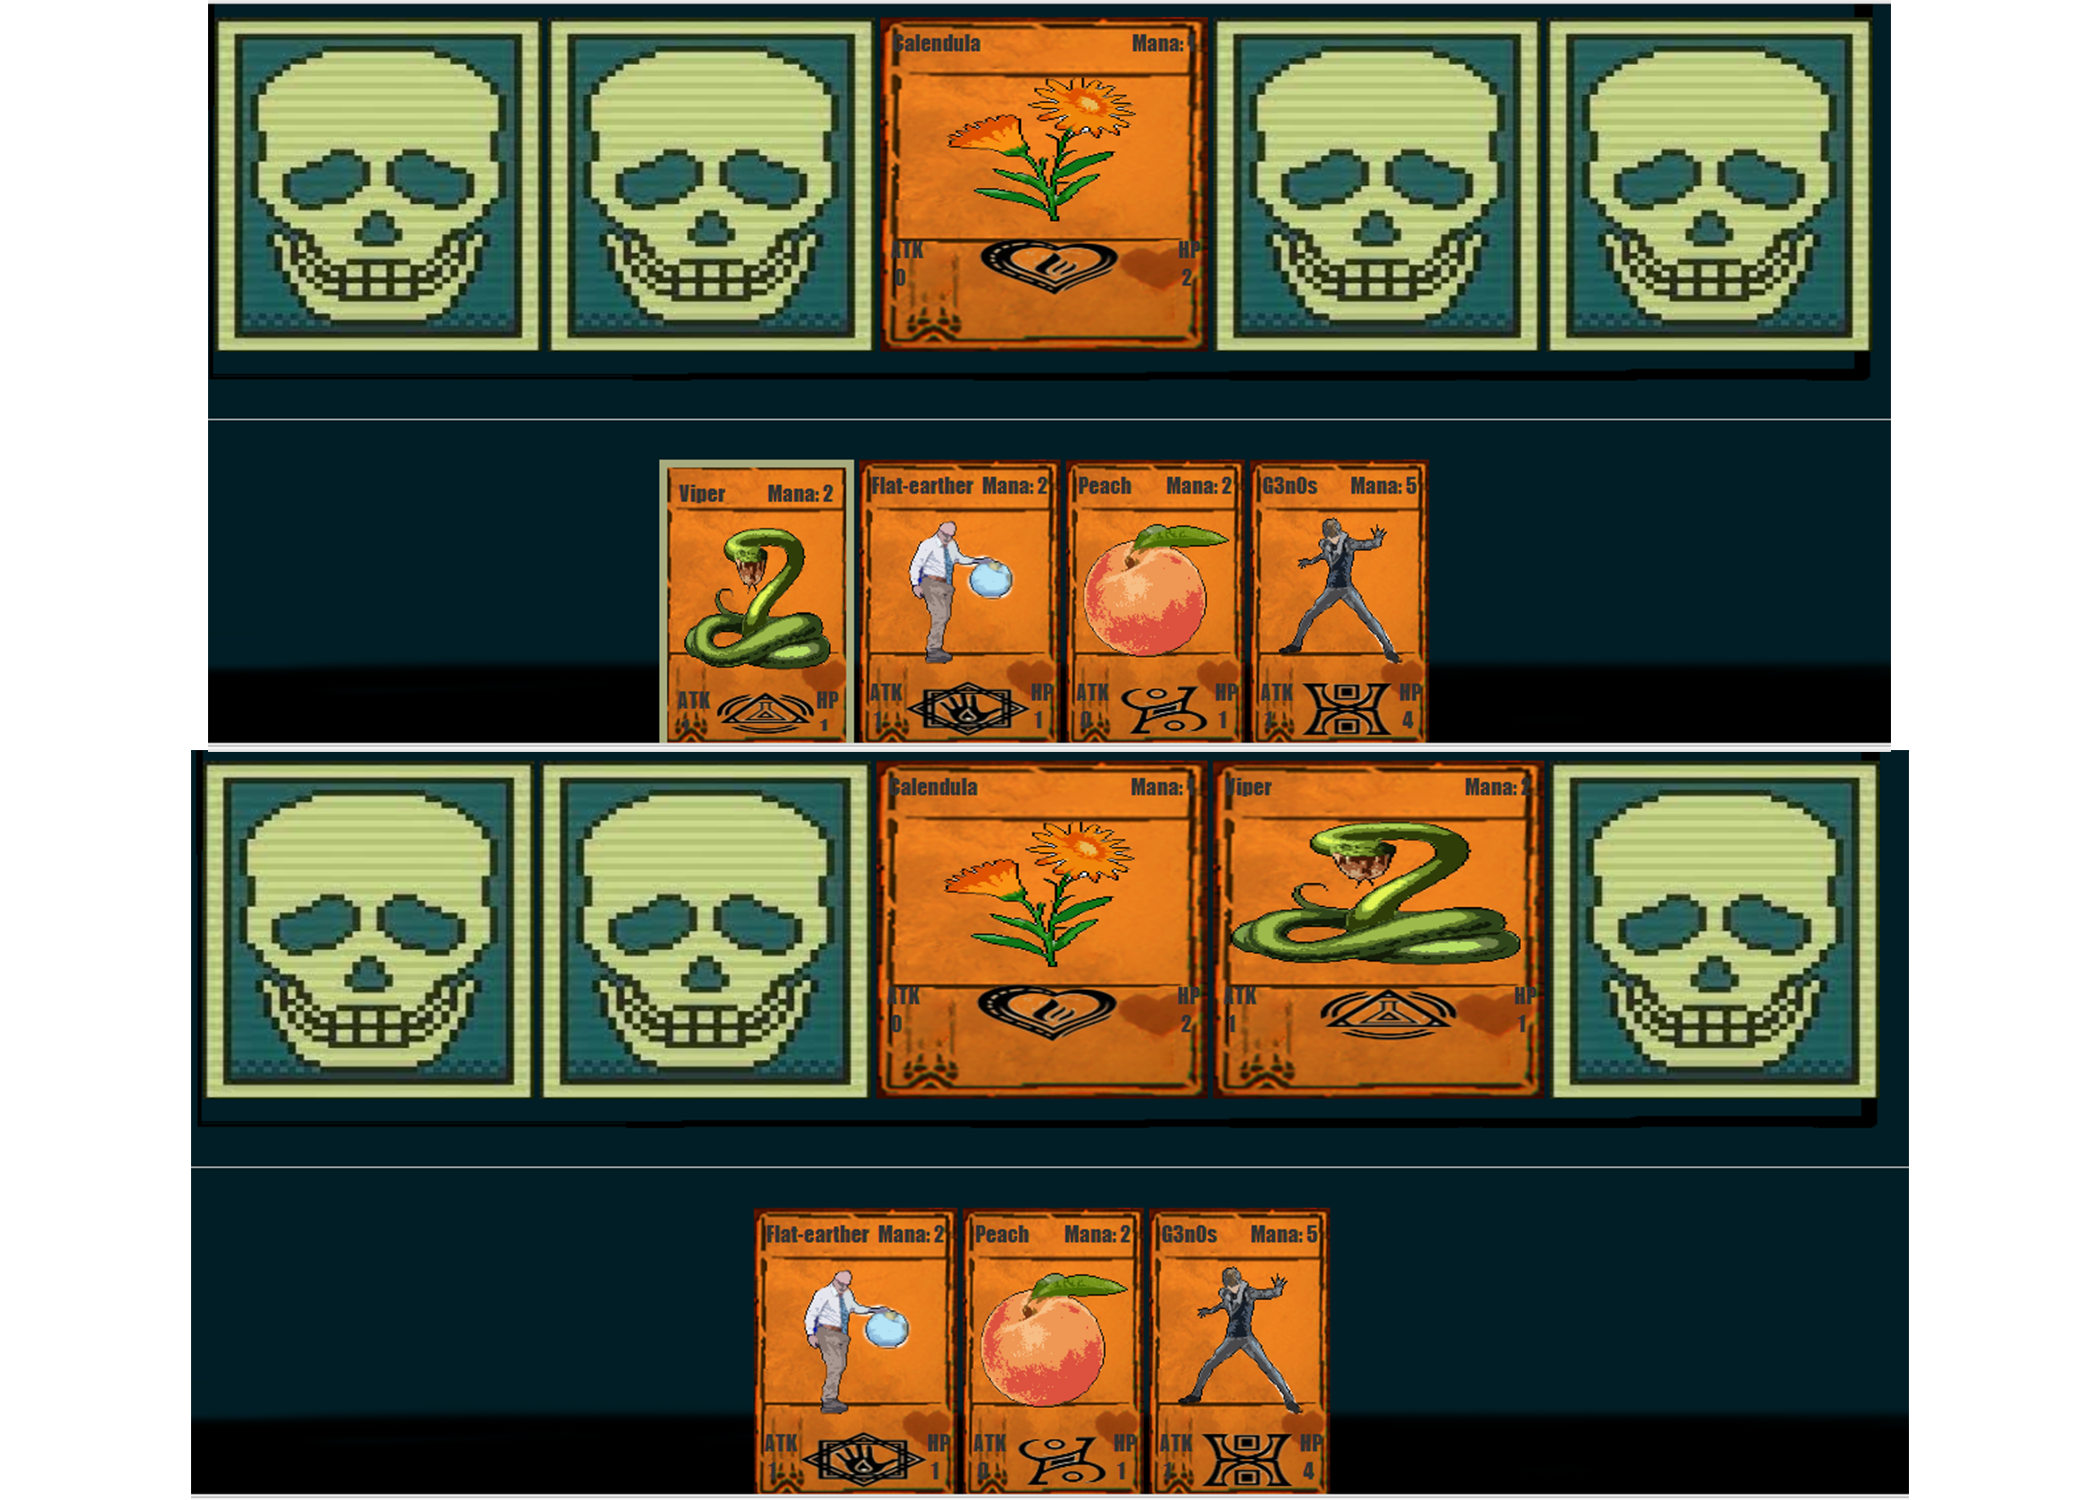 Calendula Mana:
ATK HP
0 2
Viper Mana: 2
ATK HP
1
Flat-earther Mana: 2
ATK HP
1 1
Peach Mana: 2
ATK HP
0 1
G3n0s Mana: 5
ATK HP
4
Calendula Mana:
ATK HP
0 2
Viper Mana: 2
ATK HP
1 1
Flat-earther Mana: 2
ATK HP
1 1
Peach Mana: 2
ATK HP
0 1
G3n0s Mana: 5
ATK HP
4